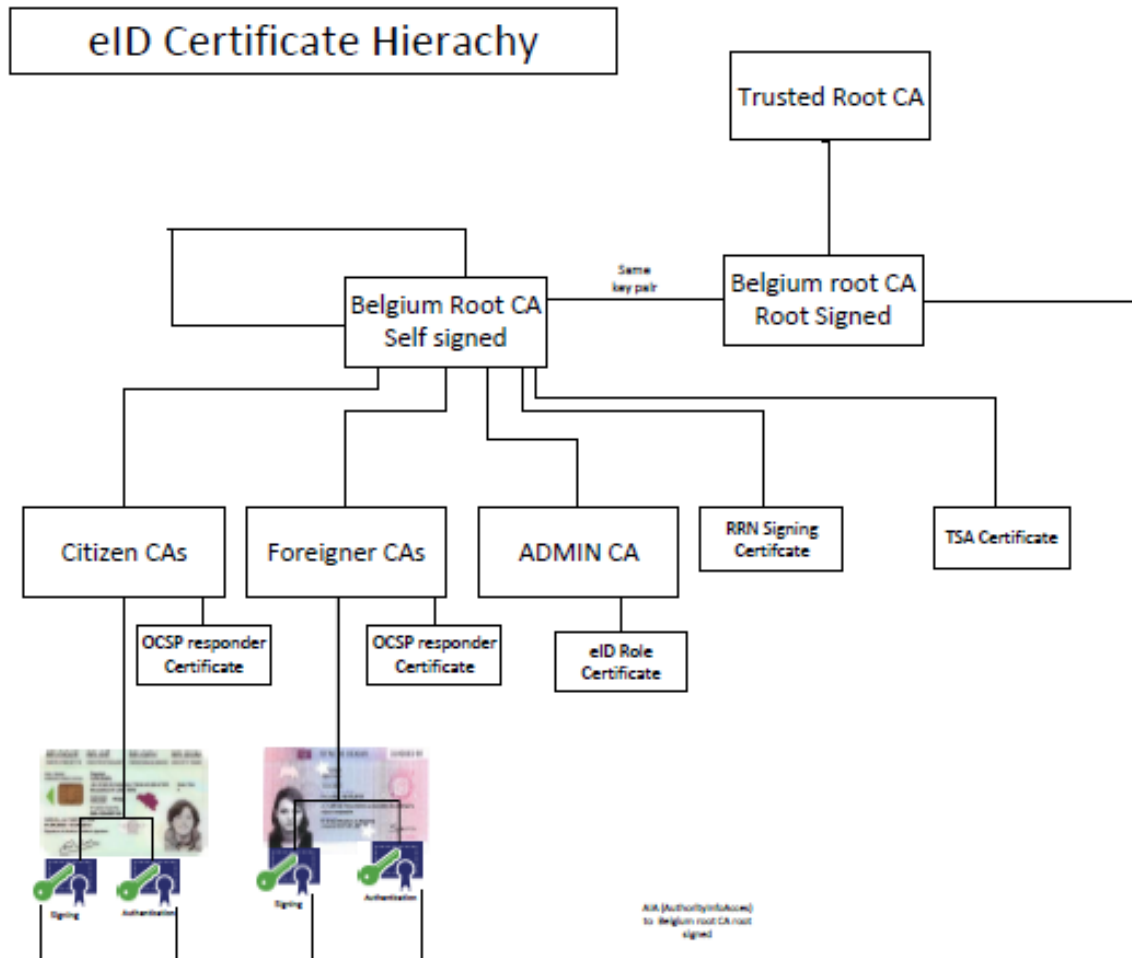 eID Certificate Hierachy
Trusted Root CA
Same
key pair
Belgium Root CA
Self signed
Belgium root CA
Root Signed
Citizen CAs
Foreigner CAs
ADMIN CA
RRN Signing
Certifcate
TSA Certificate
OCSP responder
Certificate
OCSP responder
Certificate
eID Role
Certificate
Signing
Authentication
Signing
Authentication
AIA (AuthorityInfoAcces)
to Belgium root CA root
signed